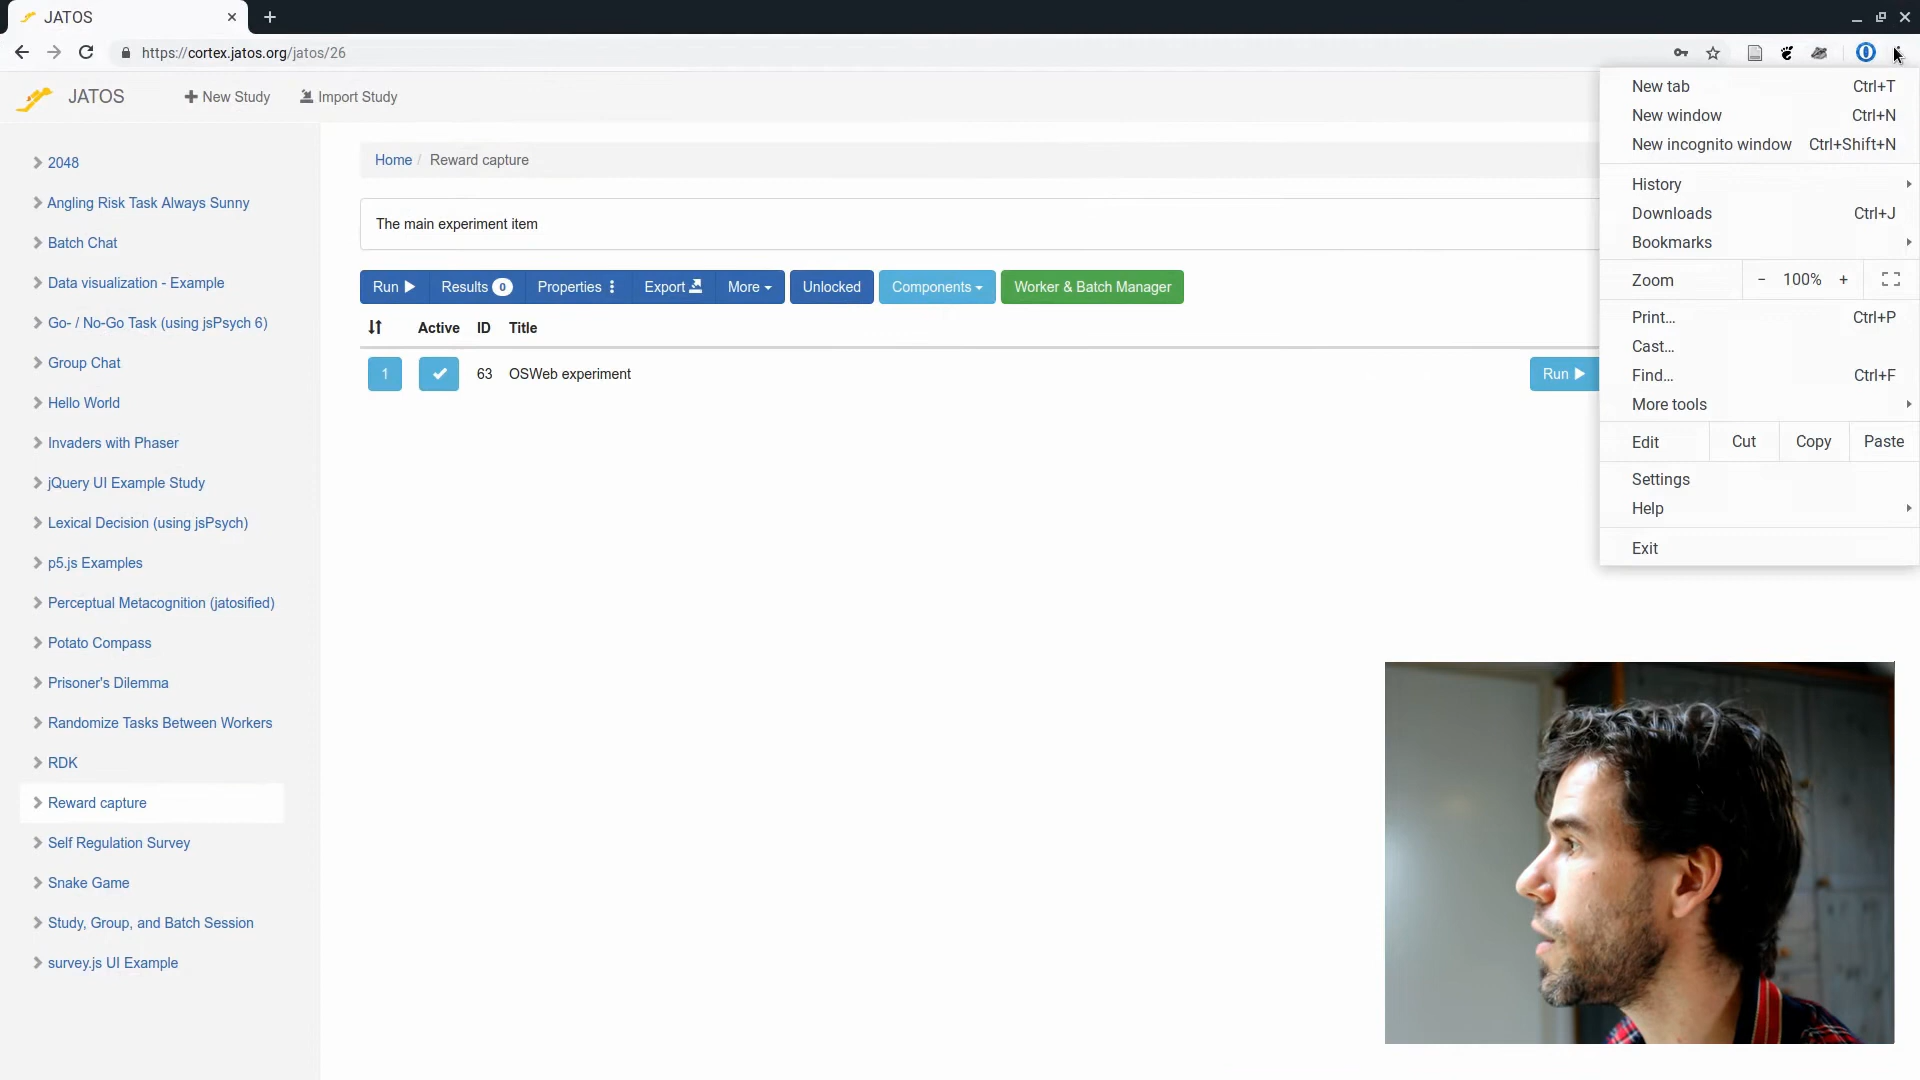 JATOS
https://cortex.jatos.org/jatos/26
JATOS
New Study
Import Study
2048
Angling Risk Task Always Sunny
Batch Chat
Data visualization - Example
Go- / No-Go Task (using jsPsych 6)
Group Chat
Hello World
Invaders with Phaser
jQuery UI Example Study
Lexical Decision (using jsPsych)
p5.js Examples
Perceptual Metacognition (jatosified)
Potato Compass
Prisoner's Dilemma
Randomize Tasks Between Workers
RDK
Reward capture
Self Regulation Survey
Snake Game
Study, Group, and Batch Session
survey.js UI Example
Home / Reward capture
The main experiment item
Run Results 0 Properties Export More Unlocked Components Worker & Batch Manager
Active ID Title
1 63 OSWeb experiment Run
New tab Ctrl+T
New window Ctrl+N
New incognito window Ctrl+Shift+N
History
Downloads Ctrl+J
Bookmarks
Zoom - 100% +
Print... Ctrl+P
Cast...
Find... Ctrl+F
More tools
Edit Cut Copy Paste
Settings
Help
Exit